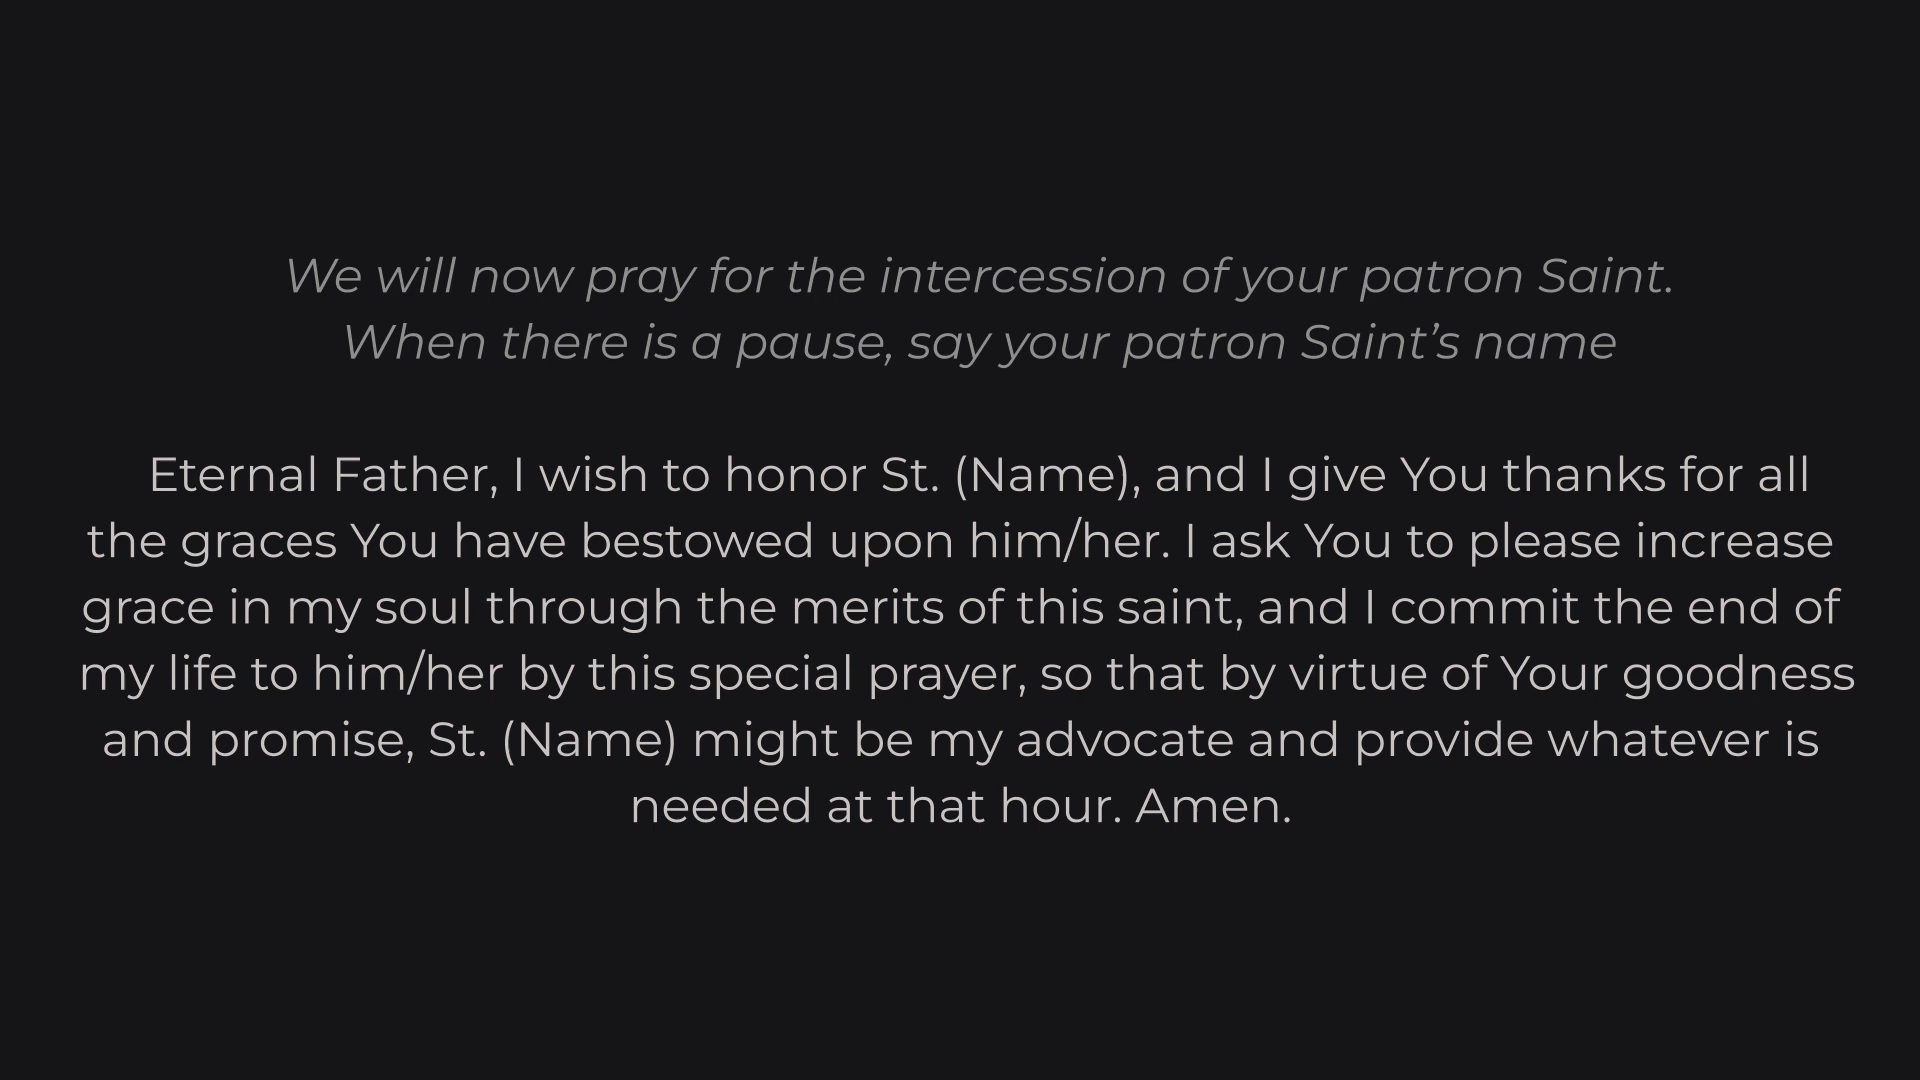 We will now pray for the intercession of your patron Saint.
When there is a pause, say your patron Saint’s name
Eternal Father, I wish to honor St. (Name), and I give You thanks for all
the graces You have bestowed upon him/her. I ask You to please increase
grace in my soul through the merits of this saint, and I commit the end of
my life to him/her by this special prayer, so that by virtue of Your goodness
and promise, St. (Name) might be my advocate and provide whatever is
needed at that hour. Amen.